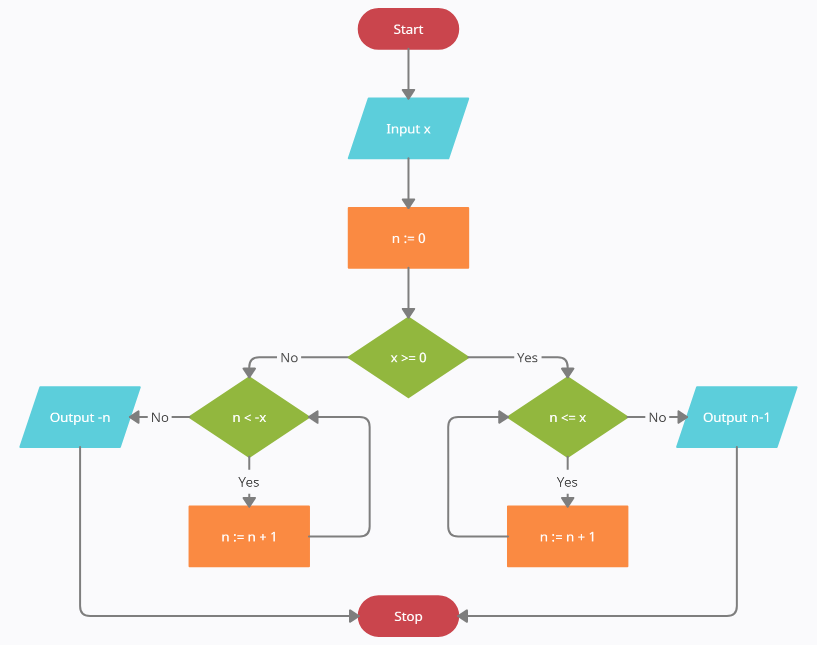 Start
Input x
n := 0
x >= 0
No
Yes
Output -n
No
n < -x
n <= x
No
Output n-1
Yes
Yes
n := n + 1
n := n + 1
Stop